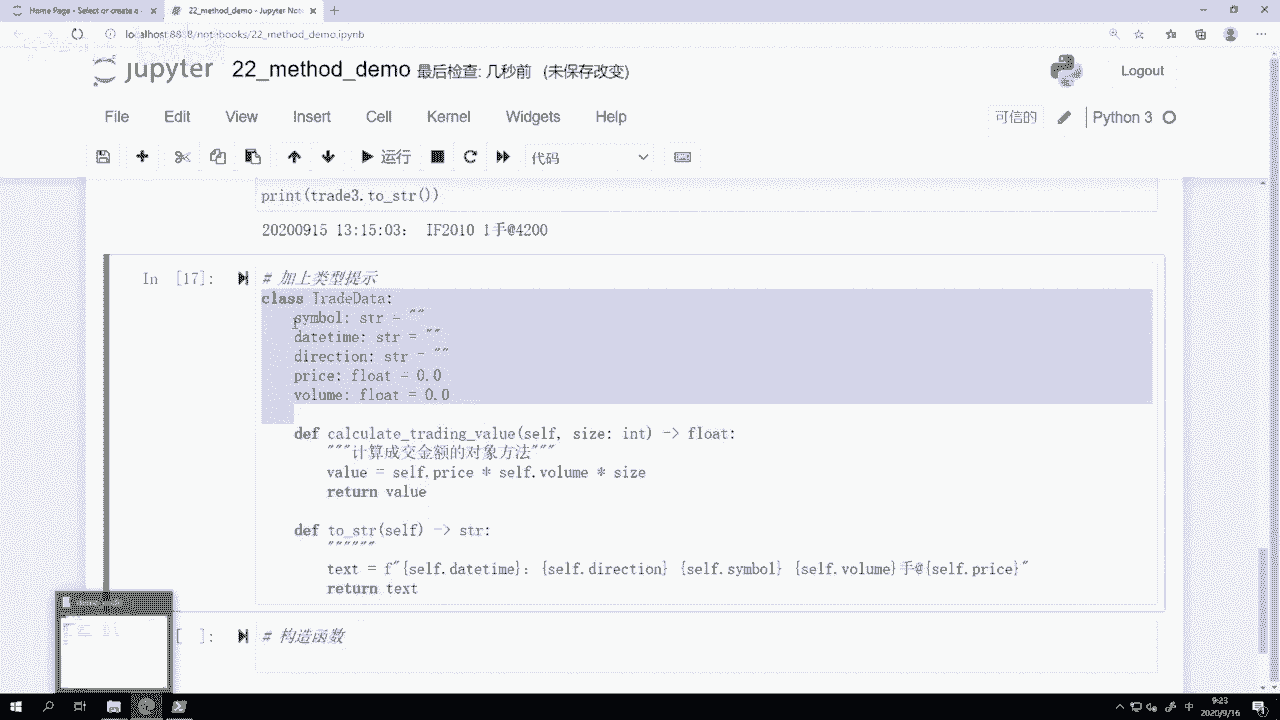 Home Page - Select or create a
22_method_demo - Jupyter Not
localhost:8888/notebooks/22_method_demo.ipynb
jupyter 22_method_demo 最后检查: 几秒前 (未保存改变)
Logout
File Edit View Insert Cell Kernel Widgets Help
可信的
Python 3
运行
代码
print(trade3.to_str())
20200915 13:15:03: IF2010 1手@4200
In [17]:
# 加上类型提示
class TradeData:
symbol: str = ""
datetime: str = ""
direction: str = ""
price: float = 0.0
volume: float = 0.0
def calculate_trading_value(self, size: int) -> float:
"""计算成交金额的对象方法"""
value = self.price * self.volume * size
return value
def to_str(self) -> str:
""""""
text = f"{self.datetime}: {self.direction} {self.symbol} {self.volume}手@{self.price}"
return text
[ ]:
# 构造函数
中
9:23
2020/9/16